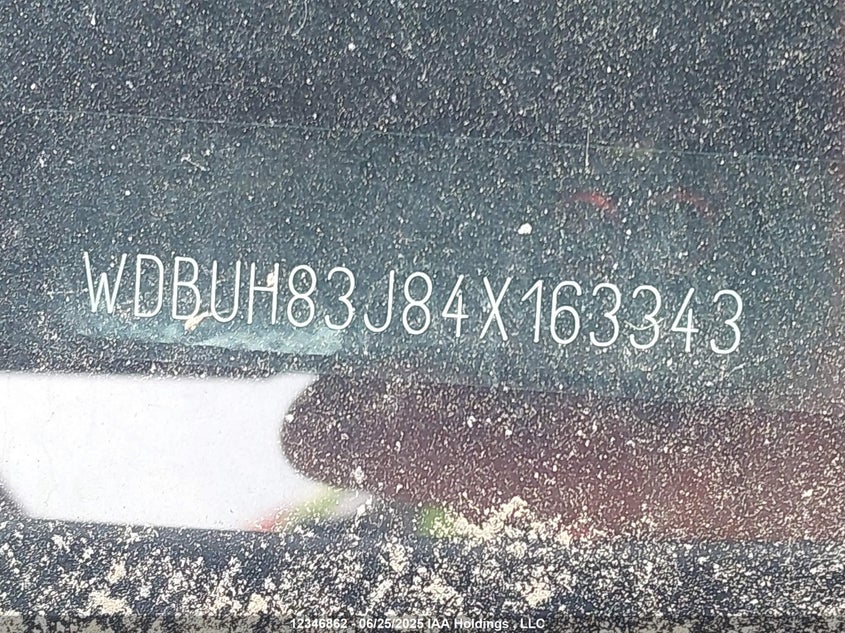 WDBUH83J84X163343
12346862 - 06/25/2025 IAA Holdings , LLC